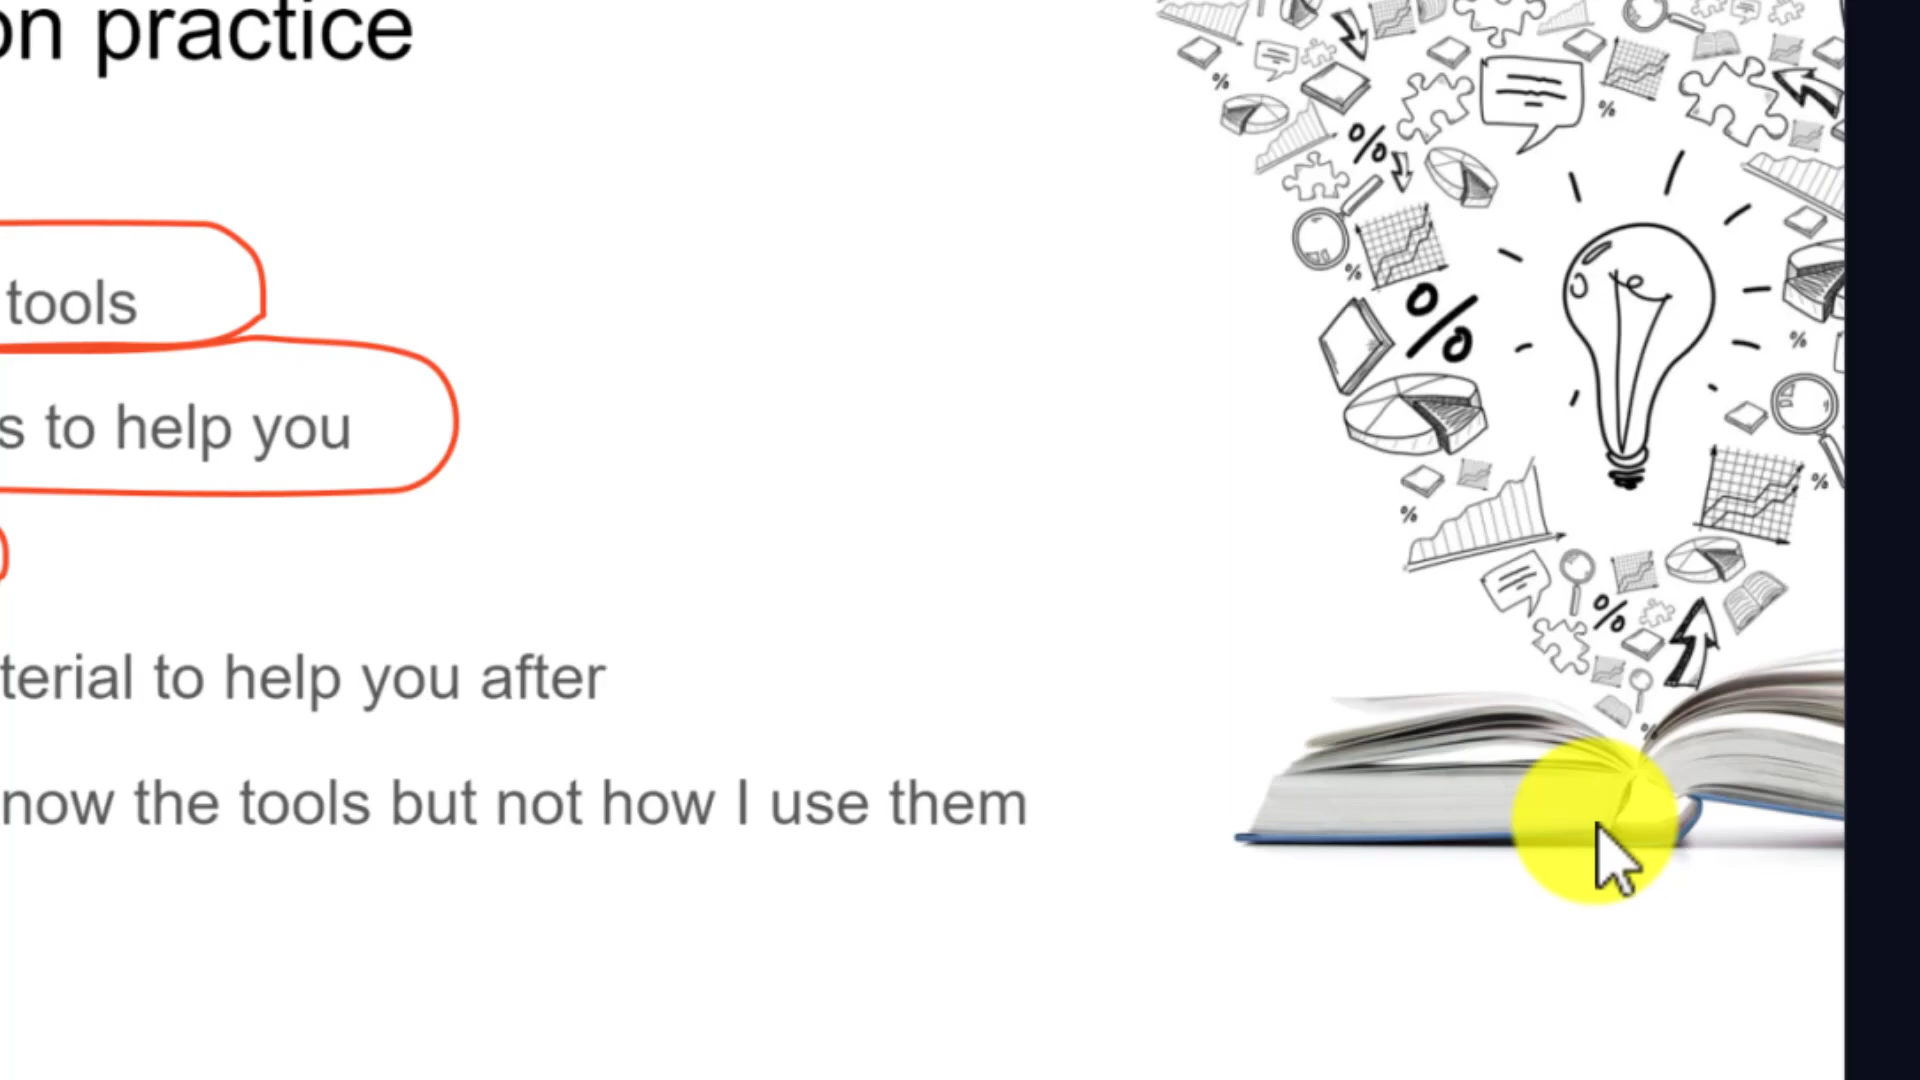 on practice
tools
s to help you
terial to help you after
now the tools but not how I use them